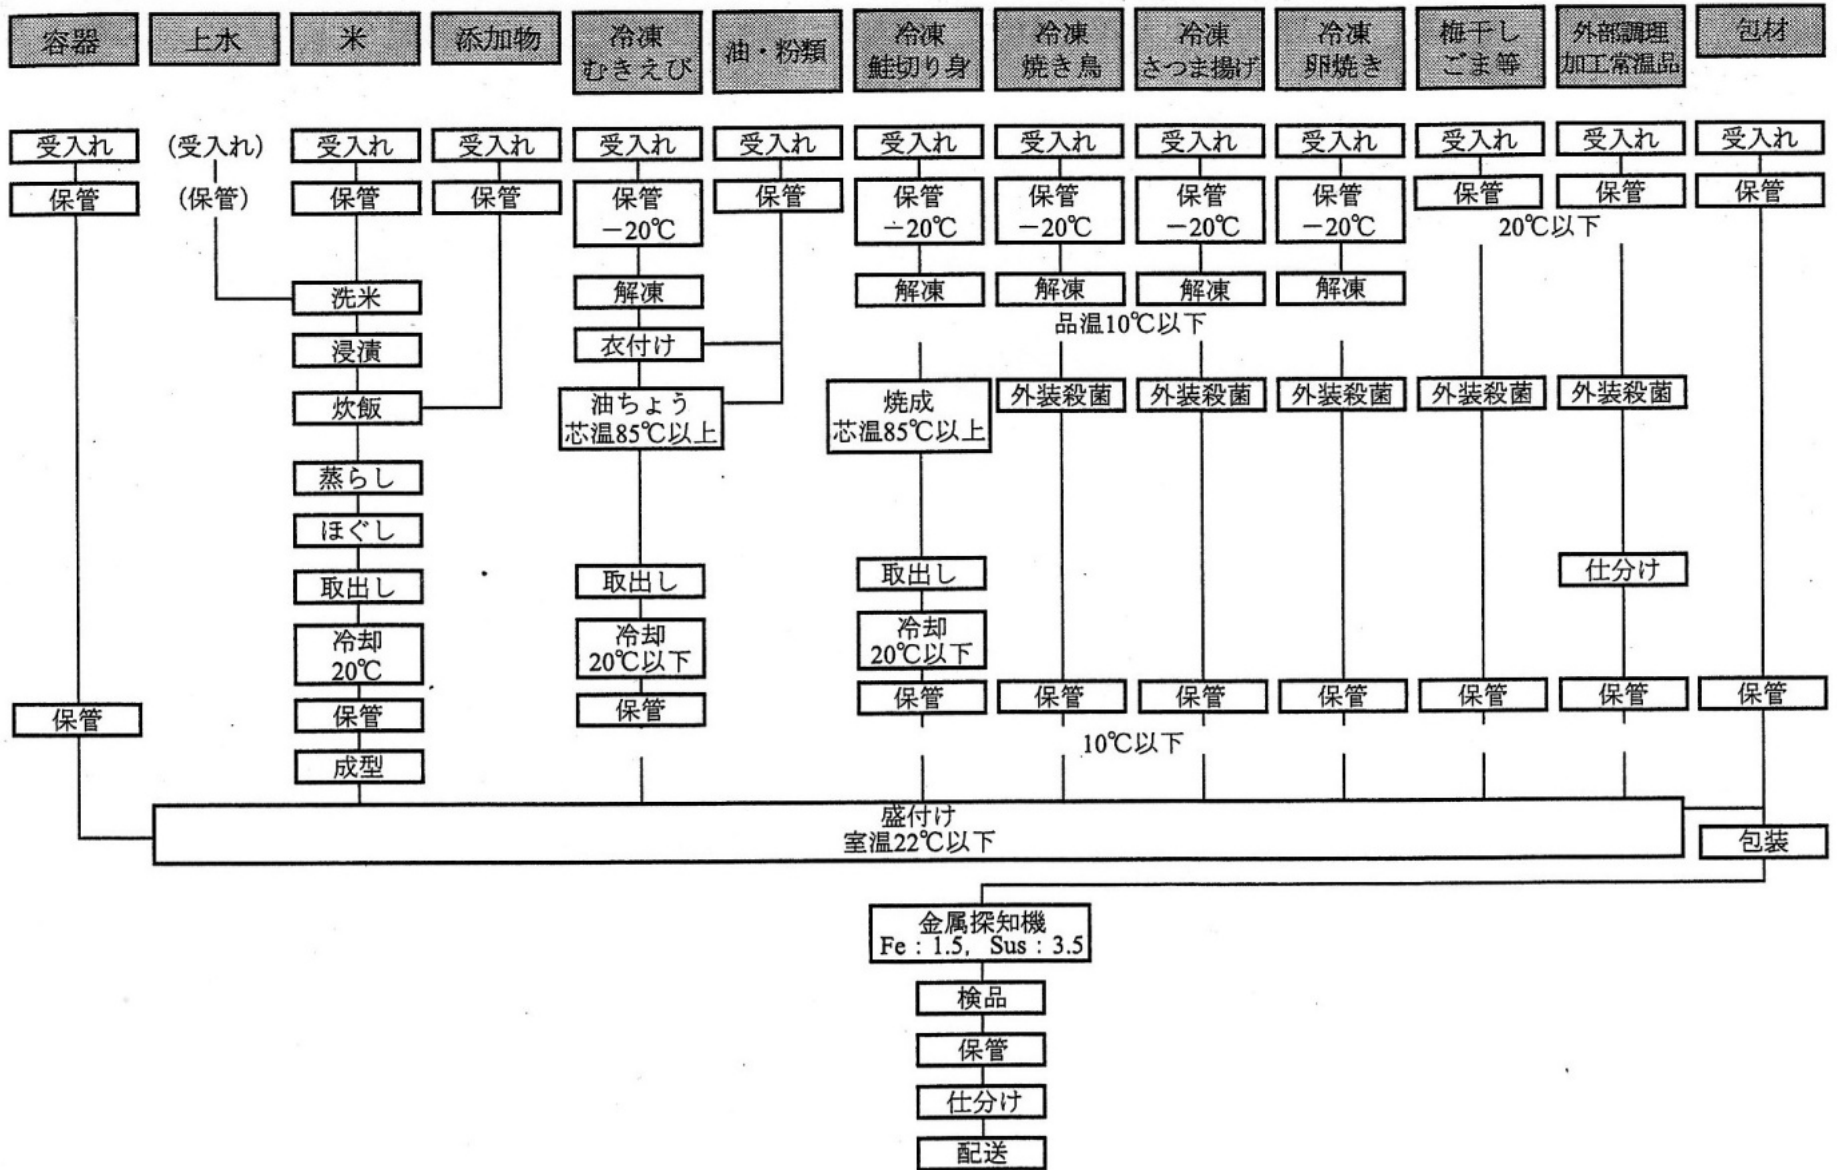 容器
上水
米
添加物
冷凍
むきえび
油・粉類
冷凍
鮭切り身
冷凍
焼き鳥
冷凍
さつま揚げ
冷凍
卵焼き
梅干し
ごま等
外部調理
加工常温品
包材
受入れ
(受入れ)
受入れ
受入れ
受入れ
受入れ
受入れ
受入れ
受入れ
受入れ
受入れ
受入れ
受入れ
保管
(保管)
保管
保管
保管
−20℃
保管
保管
−20℃
保管
−20℃
保管
−20℃
保管
−20℃
保管
保管
20℃以下
保管
洗米
解凍
解凍
解凍
解凍
解凍
品温10℃以下
浸漬
衣付け
炊飯
油ちょう
芯温85℃以上
焼成
芯温85℃以上
外装殺菌
外装殺菌
外装殺菌
外装殺菌
外装殺菌
蒸らし
ほぐし
取出し
取出し
取出し
仕分け
冷却
20℃
冷却
20℃以下
冷却
20℃以下
保管
保管
保管
保管
保管
保管
保管
保管
保管
保管
10℃以下
成型
盛付け
室温22℃以下
包装
金属探知機
Fe : 1.5, Sus : 3.5
検品
保管
仕分け
配送